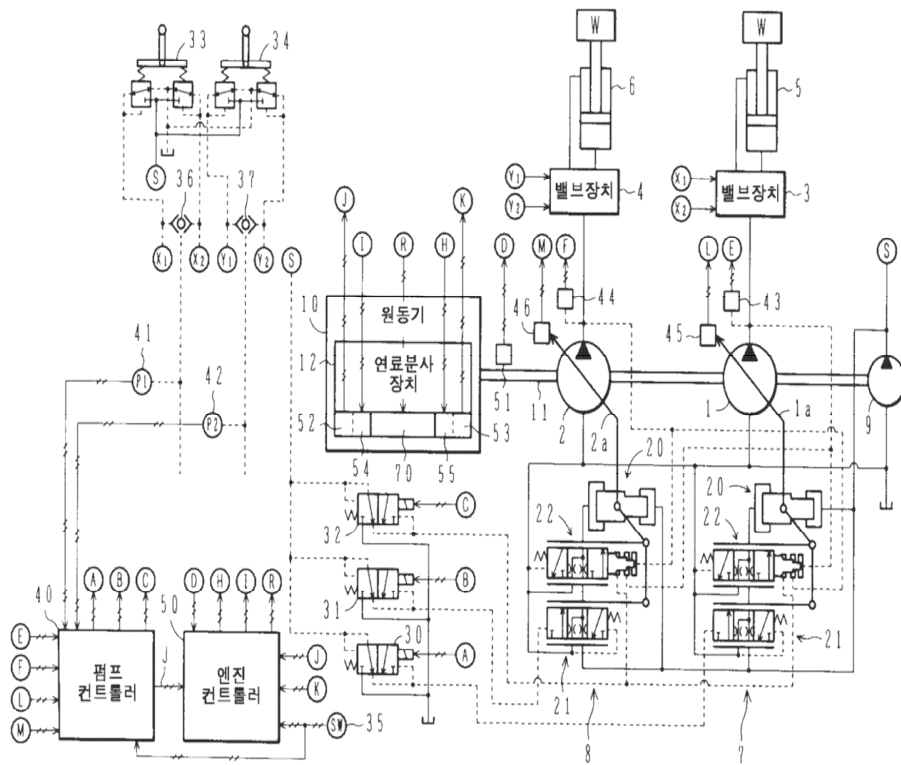 33
34
W
W
6
5
S
36
37
Y1
Y2
밸브장치
4
X1
X2
밸브장치
3
X1
X2
Y1
Y2
S
J
I
R
H
K
D
M
F
L
E
S
10
원동기
44
43
46
45
41
12
연료분사
장치
P1
42
51
11
2
1
1a
9
P2
52
53
2a
54
70
55
20
20
C
22
22
32
B
31
A
B
C
D
H
I
R
30
A
40
50
21
21
E
F
L
M
펌프
컨트롤러
J
엔진
컨트롤러
J
K
SW
35
8
7